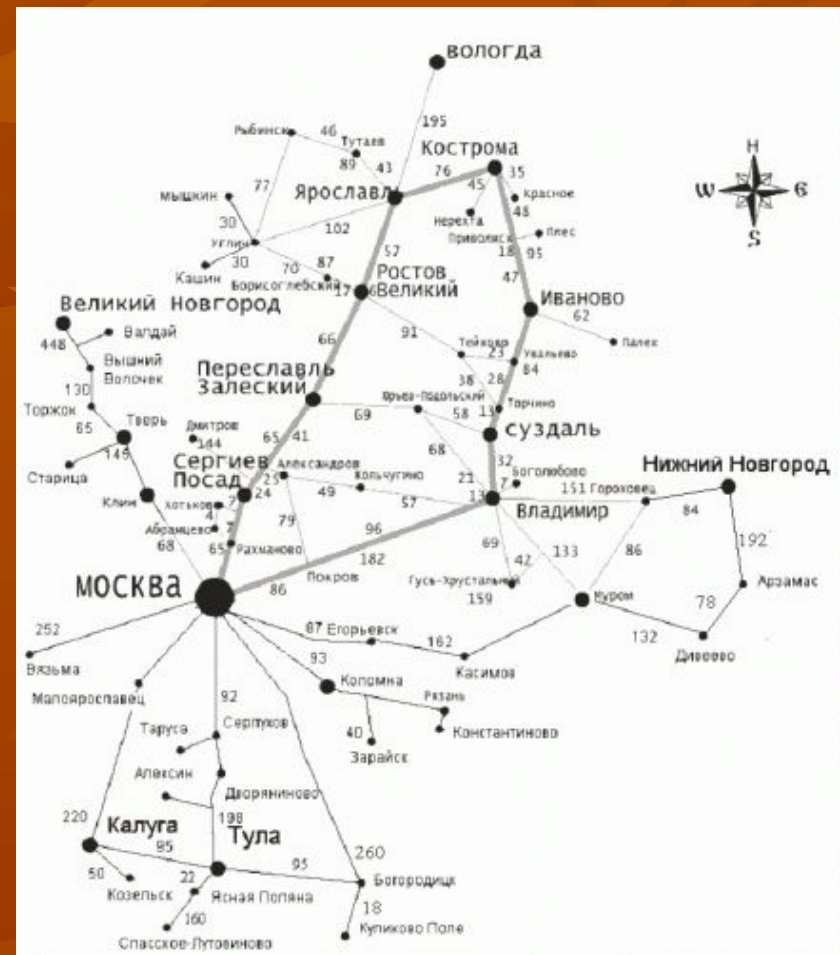 вологда
195
Рыбинск
46
Тутаев
89
43
Кострома
76
35
45
Красное
48
Ярославль
77
мышкин
30
Углич
102
Нерехта
Приволжск
Плес
18
95
57
47
Кашин
30
70
87
Борисоглебский
17
Ростов
Великий
Иваново
62
Палех
Великий Новгород
Валдай
448
Вышний
Волочек
130
Торжок
65
Тверь
145
Старица
Клин
68
66
91
Тейково
23
Увальево
84
38
28
Переславль
Залеский
69
Юрьев-Подольский
58
13
Торчино
суздаль
Дмитров
144
65
41
Сергиев
Посад
25
24
Александров
Кольчугино
49
57
68
32
21
Боголюбово
7
13
Владимир
151
Гороховец
Нижний Новгород
84
Хотьково
7
4
Абрамцево
7
65
Рахманово
79
96
182
Покров
86
69
42
133
86
192
Гусь-Хрустальный
159
Муром
Арзамас
78
132
Дивеево
москва
252
Вязьма
87
Егорьевск
162
Касимов
93
Коломна
Рязань
Константиново
40
Зарайск
Малоярославец
92
Таруса
Серпухов
Алексин
Дворяниново
198
220
Калуга
Тула
95
50
Козельск
22
Ясная Поляна
160
Спасское-Лутовиново
95
260
Богородицк
18
Куликово Поле
Н
W
S